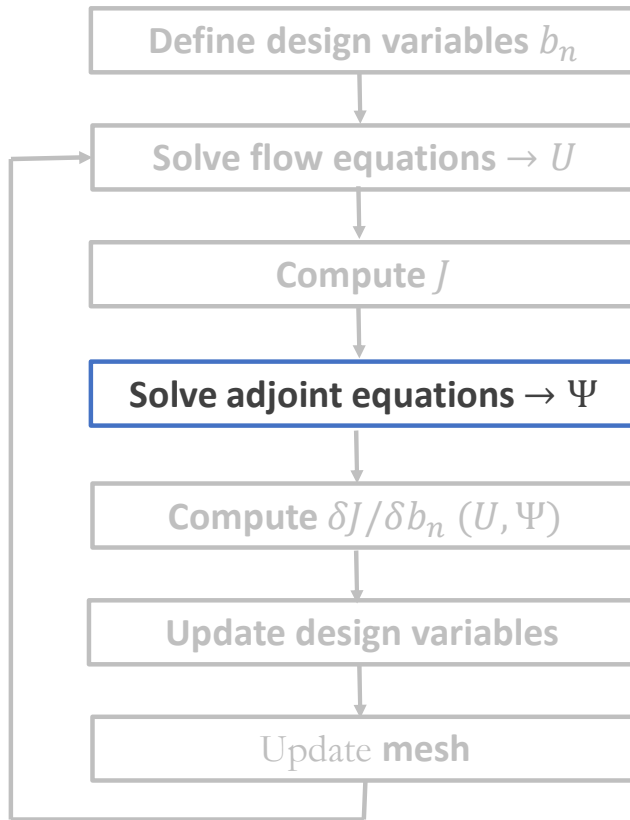 Define design variables bₙ
Solve flow equations → U
Compute J
Solve adjoint equations → Ψ
Compute δJ/δbₙ (U, Ψ)
Update design variables
Update mesh